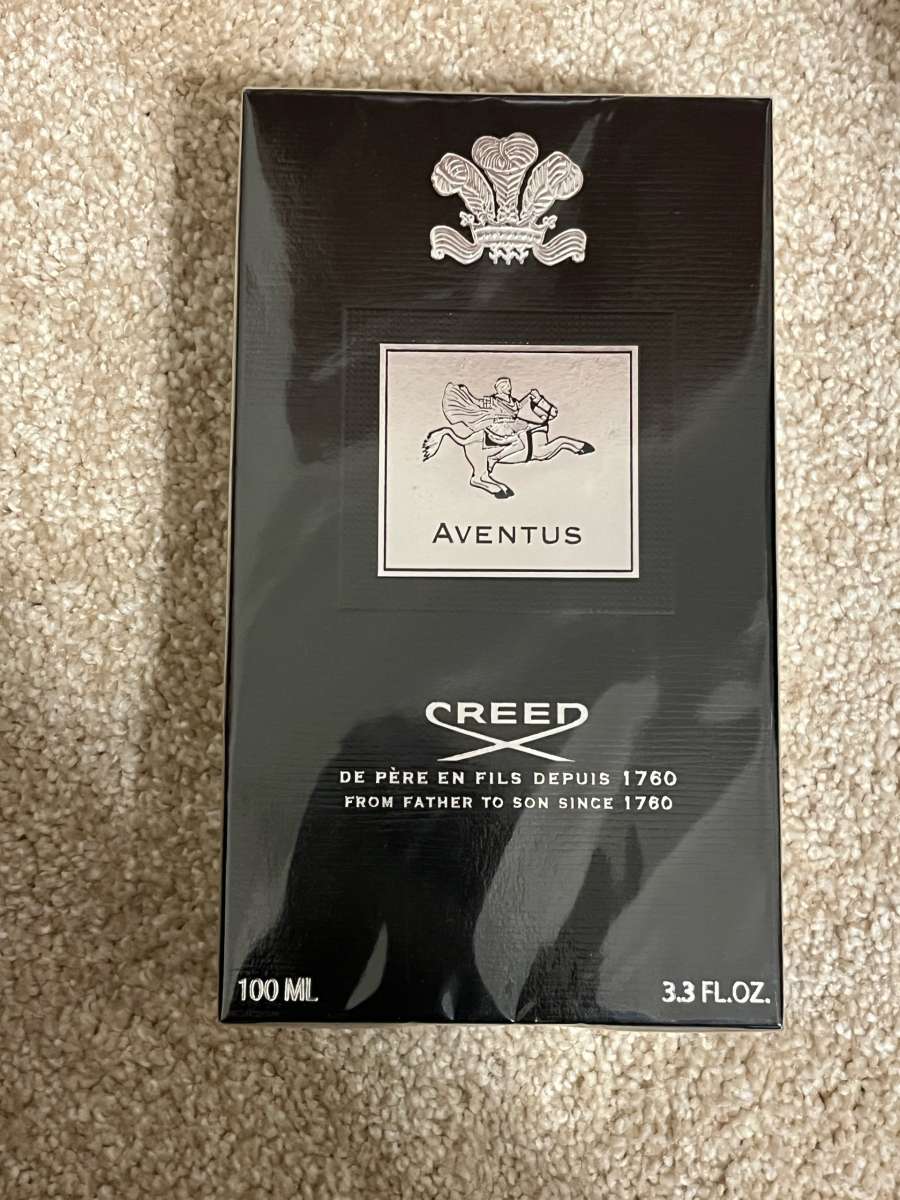 AVENTUS
CREED
DE PÈRE EN FILS DEPUIS 1760
FROM FATHER TO SON SINCE 1760
100 ML
3.3 FL.OZ.